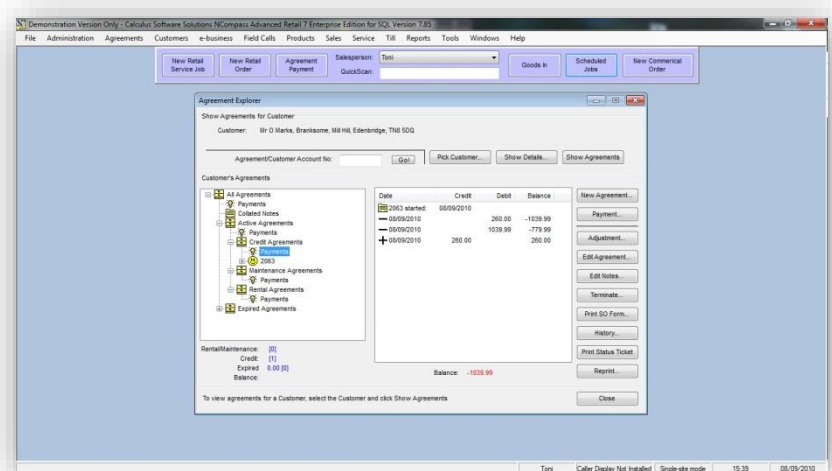 Demonstration Version Only - Calculus Software Solutions NCompass Advanced Retail 7 Enterprise Edition for SQL Version 7.85
File Administration Agreements Customers e-business Field Calls Products Sales Service Till Reports Tools Windows Help
New Retail Service Job
New Retail Order
Agreement Payment
Salesperson: Toni
QuickScan:
Goods In
Scheduled Jobs
New Commerical Order
Agreement Explorer
Show Agreements for Customer
Customer: Mr O Marks, Branksome, Mill Hill, Edenbridge, TN8 5DQ
Agreement/Customer Account No: Go! Pick Customer... Show Details... Show Agreements
Customer's Agreements
All Agreements
Payments
Collated Notes
Active Agreements
Payments
Credit Agreements
Payments
2063
Maintenance Agreements
Payments
Rental Agreements
Payments
Expired Agreements
Date Credit Debit Balance
2063 started: 08/09/2010
08/09/2010 260.00 -1039.99
08/09/2010 1039.99 -779.99
08/09/2010 260.00 260.00
New Agreement...
Payment...
Adjustment...
Edit Agreement...
Edit Notes...
Terminate...
Print SO Form...
History...
Print Status Ticket
Reprint...
Rental/Maintenance: [0]
Credit: [1]
Expired 0.00 [0]
Balance:
Balance: -1039.99
To view agreements for a Customer, select the Customer and click Show Agreements
Close
Toni Caller Display Not Installed Single-site mode 15:39 08/09/2010